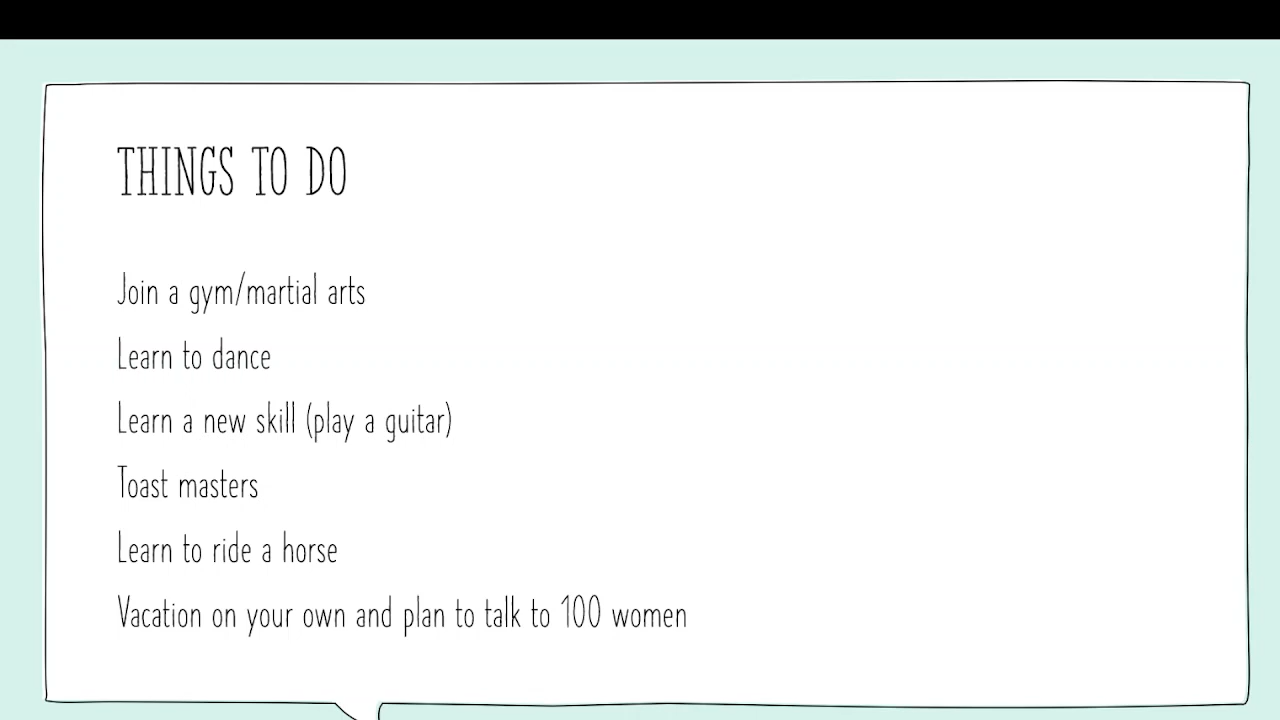 THINGS TO DO
Join a gym/martial arts
Learn to dance
Learn a new skill (play a guitar)
Toast masters
Learn to ride a horse
Vacation on your own and plan to talk to 100 women